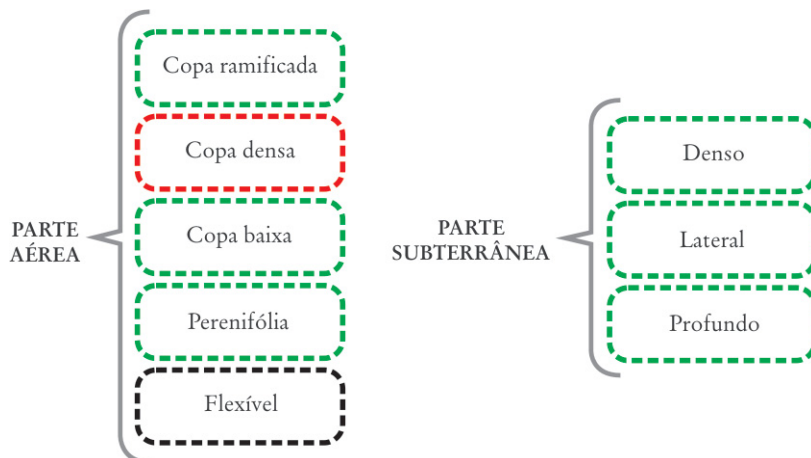 PARTE
AÉREA
Copa ramificada
Copa densa
Copa baixa
Perenifólia
Flexível
PARTE
SUBTERRÂNEA
Denso
Lateral
Profundo